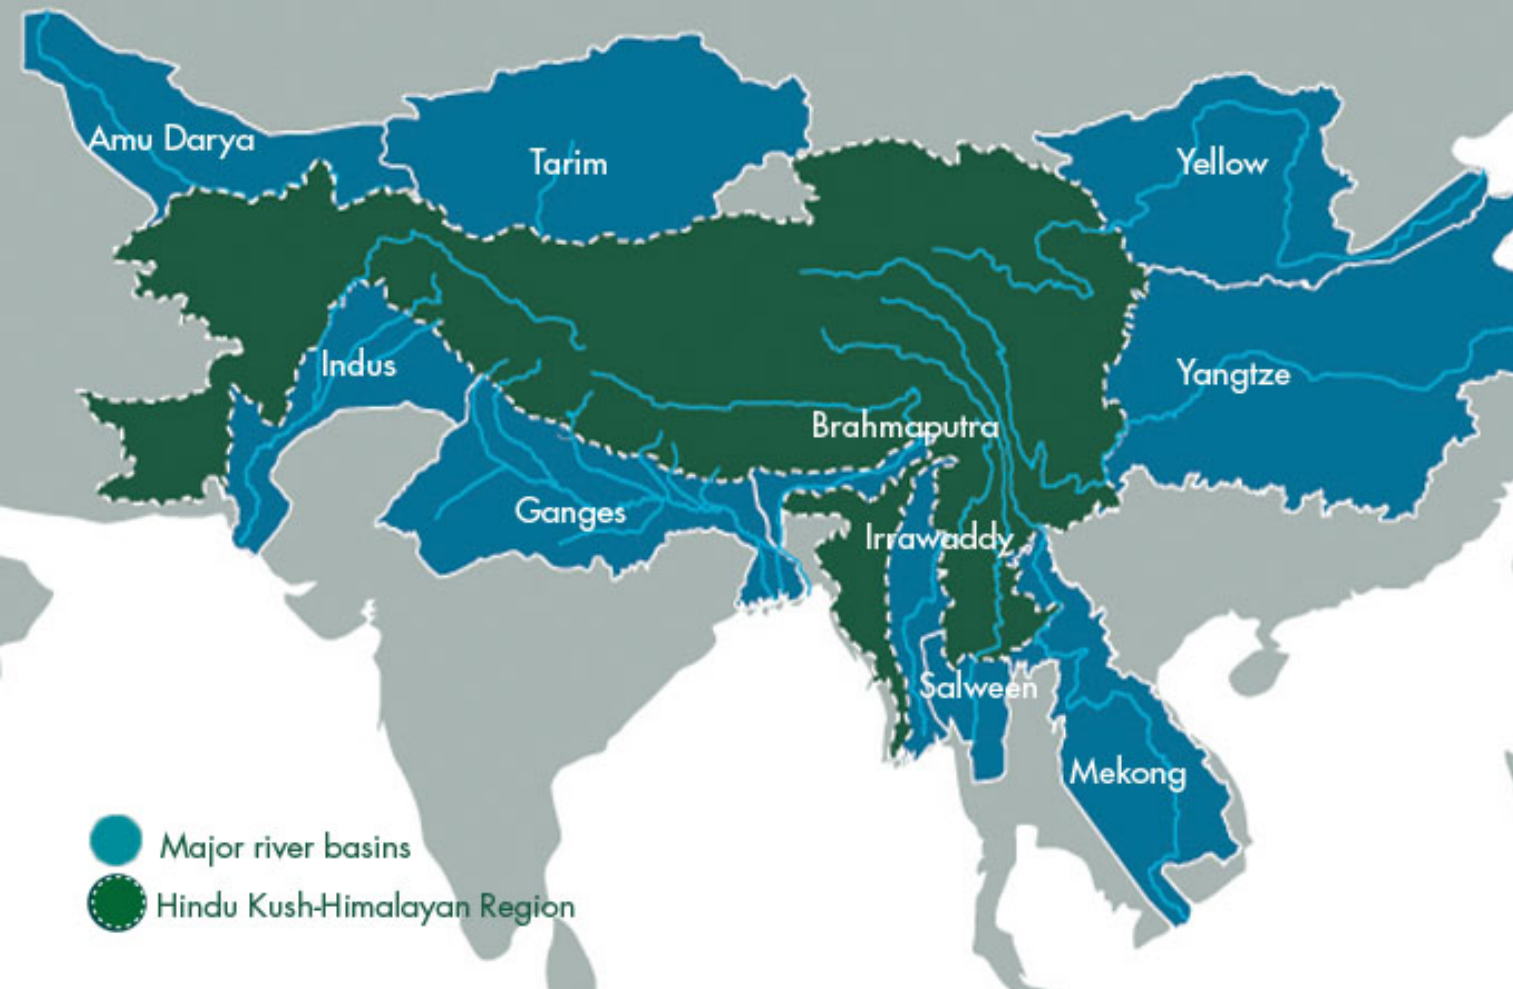 Amu Darya
Tarim
Yellow
Indus
Yangtze
Brahmaputra
Ganges
Irrawaddy
Salween
Mekong
Major river basins
Hindu Kush-Himalayan Region